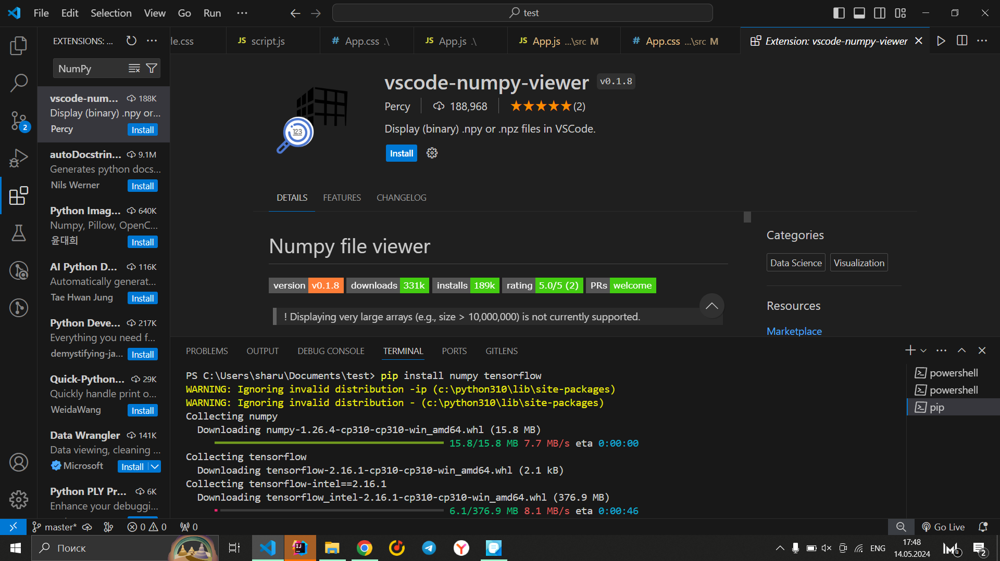 File Edit Selection View Go Run
test
EXTENSIONS: ...
le.css
JS script.js
# App.css .\
JS App.js .\
JS App.js ...\src M
# App.css ...\src M
Extension: vscode-numpy-viewer
NumPy
vscode-num... 188K
Display (binary) .npy or...
Percy Install
autoDocstrin... 9.1M
Generates python docs...
Nils Werner Install
Python Imag... 640K
Numpy, Pillow, OpenC...
윤대희 Install
AI Python D... 116K
Automatically generat...
Tae Hwan Jung Install
Python Deve... 217K
Everything you need f...
demystifying-ja... Install
Quick-Python... 29K
Quickly handle print o...
WeidaWang Install
Data Wrangler 141K
Data viewing, cleaning ...
Microsoft Install
Python PLY Pr... 6K
Enhance your debuggi...
2
vscode-numpy-viewer v0.1.8
Percy 188,968 (2)
Display (binary) .npy or .npz files in VSCode.
Install
123
DETAILS FEATURES CHANGELOG
Numpy file viewer
version v0.1.8 downloads 331k installs 189k rating 5.0/5 (2) PRs welcome
! Displaying very large arrays (e.g., size > 10,000,000) is not currently supported.
Categories
Data Science Visualization
Resources
Marketplace
PROBLEMS OUTPUT DEBUG CONSOLE TERMINAL PORTS GITLENS
PS C:\Users\sharu\Documents\test> pip install numpy tensorflow
WARNING: Ignoring invalid distribution -ip (c:\python310\lib\site-packages)
WARNING: Ignoring invalid distribution - (c:\python310\lib\site-packages)
Collecting numpy
Downloading numpy-1.26.4-cp310-cp310-win_amd64.whl (15.8 MB)
15.8/15.8 MB 7.7 MB/s eta 0:00:00
Collecting tensorflow
Downloading tensorflow-2.16.1-cp310-cp310-win_amd64.whl (2.1 kB)
Collecting tensorflow-intel==2.16.1
Downloading tensorflow_intel-2.16.1-cp310-cp310-win_amd64.whl (376.9 MB)
6.1/376.9 MB 8.1 MB/s eta 0:00:46
powershell
powershell
pip
master* 0 0 0
Go Live
Поиск
IJ
Y
ENG
17:48
14.05.2024
3
2